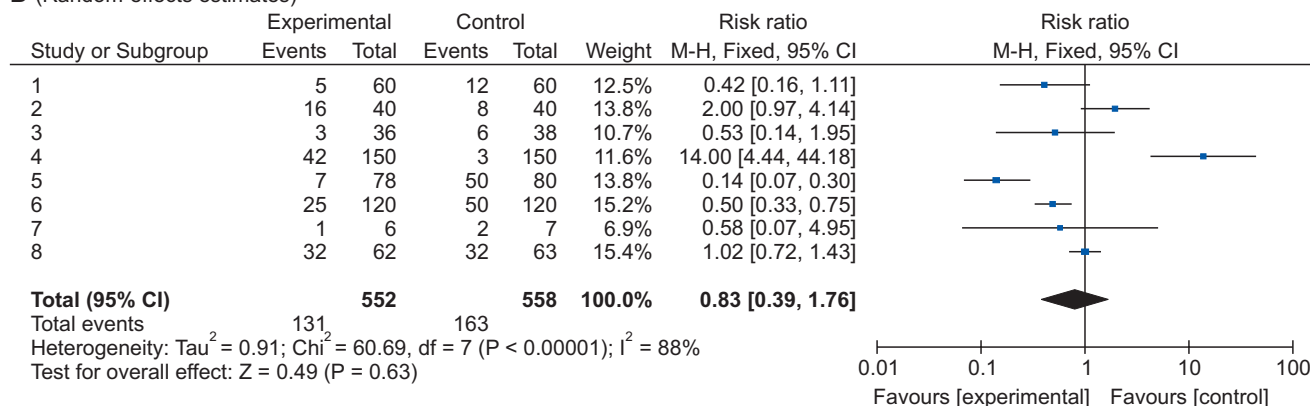 (Random-effects estimates)
Experimental Control Risk ratio Risk ratio
Study or Subgroup Events Total Events Total Weight M-H, Fixed, 95% CI M-H, Fixed, 95% CI
1 5 60 12 60 12.5% 0.42 [0.16, 1.11]
2 16 40 8 40 13.8% 2.00 [0.97, 4.14]
3 3 36 6 38 10.7% 0.53 [0.14, 1.95]
4 42 150 3 150 11.6% 14.00 [4.44, 44.18]
5 7 78 50 80 13.8% 0.14 [0.07, 0.30]
6 25 120 50 120 15.2% 0.50 [0.33, 0.75]
7 1 6 2 7 6.9% 0.58 [0.07, 4.95]
8 32 62 32 63 15.4% 1.02 [0.72, 1.43]
Total (95% CI) 552 558 100.0% 0.83 [0.39, 1.76]
Total events 131 163
Heterogeneity: Tau² = 0.91; Chi² = 60.69, df = 7 (P < 0.00001); I² = 88%
Test for overall effect: Z = 0.49 (P = 0.63)
0.01 0.1 1 10 100
Favours [experimental] Favours [control]